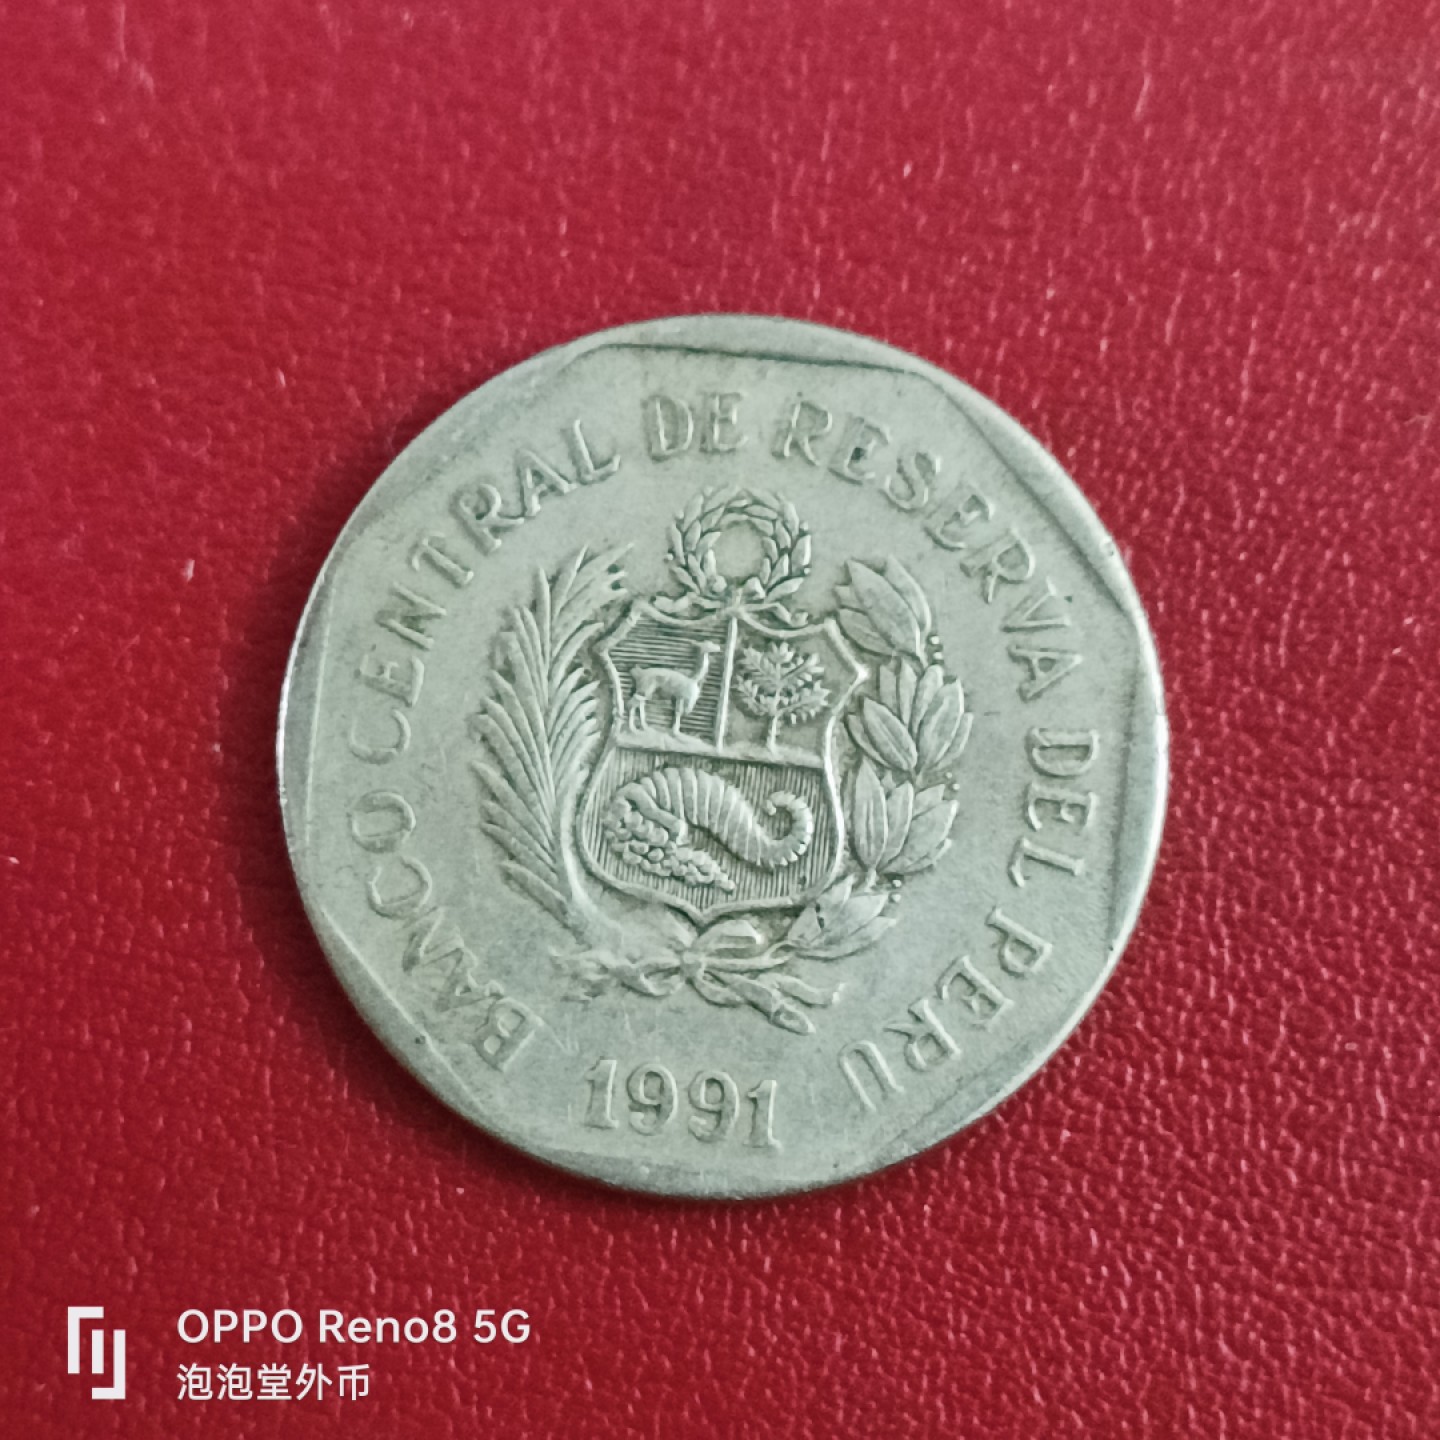 BANCO CENTRAL DE RESERVA DEL PERU
1991
OPPO Reno8 5G
泡泡堂外币